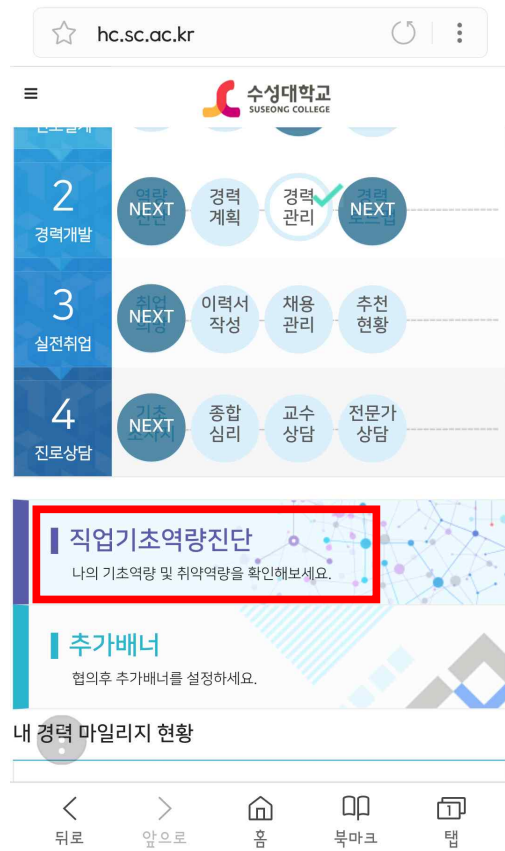 hc.sc.ac.kr
수성대학교
SUSEONG COLLEGE
2
경력개발
NEXT
경력
계획
경력
관리
NEXT
3
실전취업
NEXT
이력서
작성
채용
관리
추천
현황
4
진로상담
NEXT
종합
심리
교수
상담
전문가
상담
직업기초역량진단
나의 기초역량 및 취약역량을 확인해보세요.
추가배너
협의후 추가배너를 설정하세요.
내 경력 마일리지 현황
뒤로
앞으로
홈
북마크
1
탭